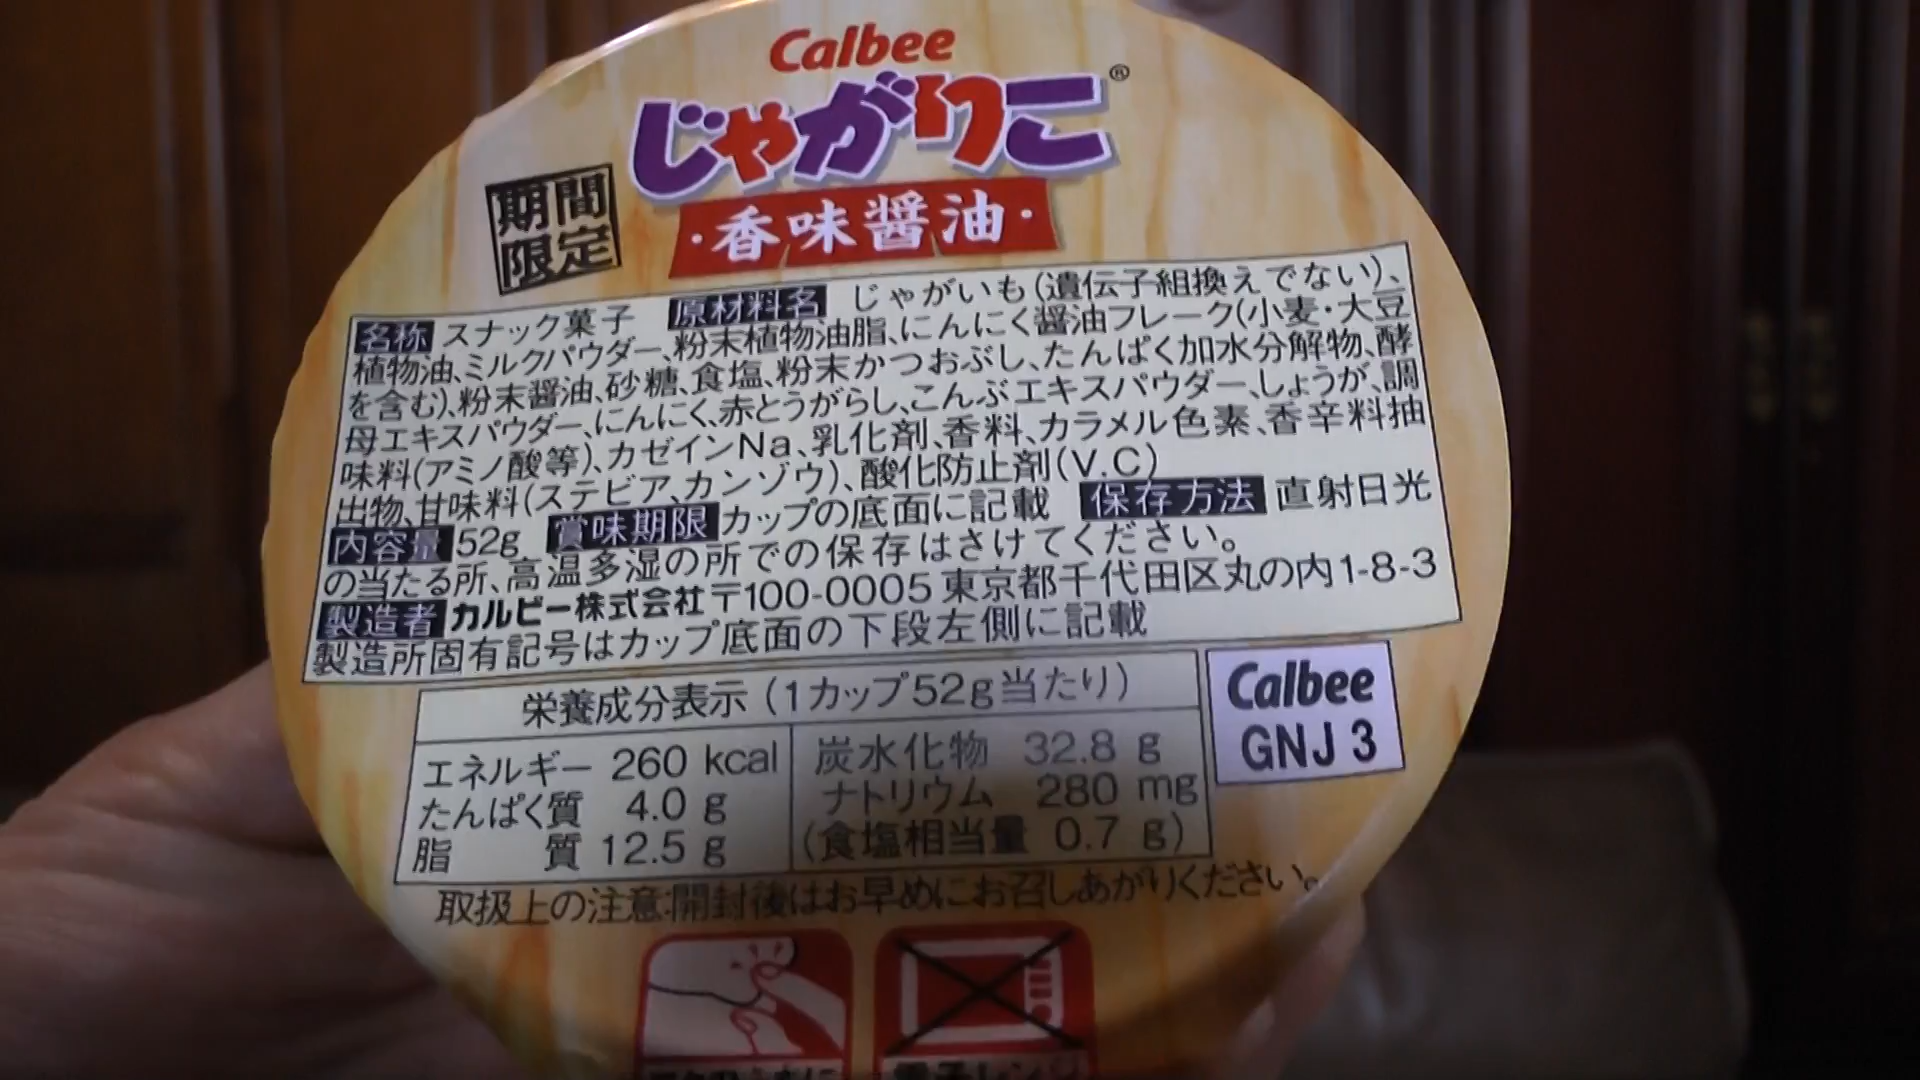 Calbee
じゃがりこ®
期間
限定
・香味醤油・
名称 スナック菓子 原材料名 じゃがいも(遺伝子組換えでない)、
植物油、ミルクパウダー、粉末植物油脂、にんにく醤油フレーク(小麦・大豆
を含む)、粉末醤油、砂糖、食塩、粉末かつおぶし、たんぱく加水分解物、酵
母エキスパウダー、にんにく、赤とうがらし、こんぶエキスパウダー、しょうが、調
味料(アミノ酸等)、カゼインNa、乳化剤、香料、カラメル色素、香辛料抽
出物、甘味料(ステビア、カンゾウ)、酸化防止剤(V.C)
内容量 52g 賞味期限 カップの底面に記載 保存方法 直射日光
の当たる所、高温多湿の所での保存はさけてください。
製造者 カルビー株式会社 〒100-0005 東京都千代田区丸の内1-8-3
製造所固有記号はカップ底面の下段左側に記載
栄養成分表示 (1カップ52g当たり)
エネルギー 260 kcal
たんぱく質 4.0 g
脂質 12.5 g
炭水化物 32.8 g
ナトリウム 280 mg
(食塩相当量 0.7 g)
Calbee
GNJ 3
取扱上の注意:開封後はお早めにお召しあがりください。
電子レンジ